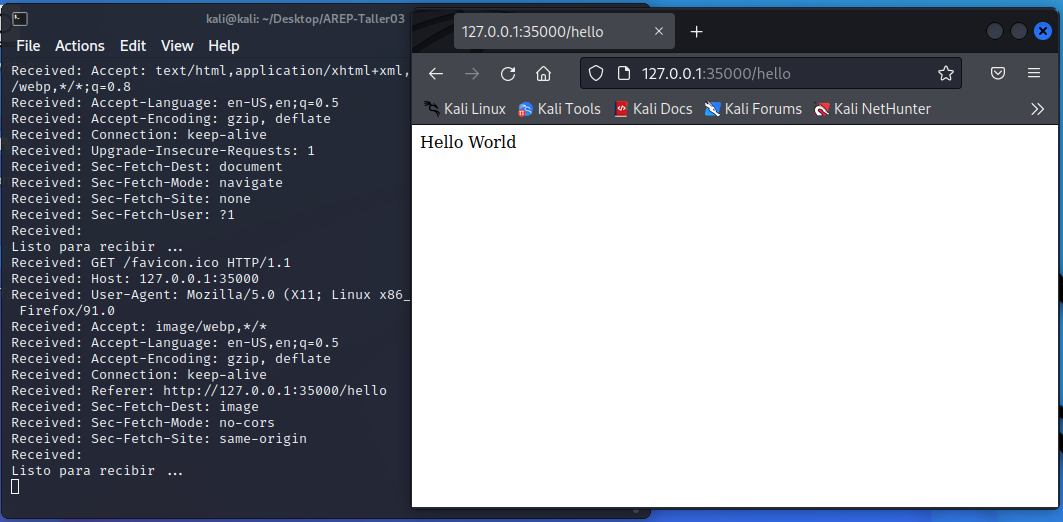 kali@kali: ~/Desktop/AREP-Taller03
File Actions Edit View Help
Received: Accept: text/html,application/xhtml+xml,
/webp,*/*;q=0.8
Received: Accept-Language: en-US,en;q=0.5
Received: Accept-Encoding: gzip, deflate
Received: Connection: keep-alive
Received: Upgrade-Insecure-Requests: 1
Received: Sec-Fetch-Dest: document
Received: Sec-Fetch-Mode: navigate
Received: Sec-Fetch-Site: none
Received: Sec-Fetch-User: ?1
Received:
Listo para recibir ...
Received: GET /favicon.ico HTTP/1.1
Received: Host: 127.0.0.1:35000
Received: User-Agent: Mozilla/5.0 (X11; Linux x86_
Firefox/91.0
Received: Accept: image/webp,*/*
Received: Accept-Language: en-US,en;q=0.5
Received: Accept-Encoding: gzip, deflate
Received: Connection: keep-alive
Received: Referer: http://127.0.0.1:35000/hello
Received: Sec-Fetch-Dest: image
Received: Sec-Fetch-Mode: no-cors
Received: Sec-Fetch-Site: same-origin
Received:
Listo para recibir ...
127.0.0.1:35000/hello
127.0.0.1:35000/hello
Kali Linux Kali Tools Kali Docs Kali Forums Kali NetHunter
Hello World